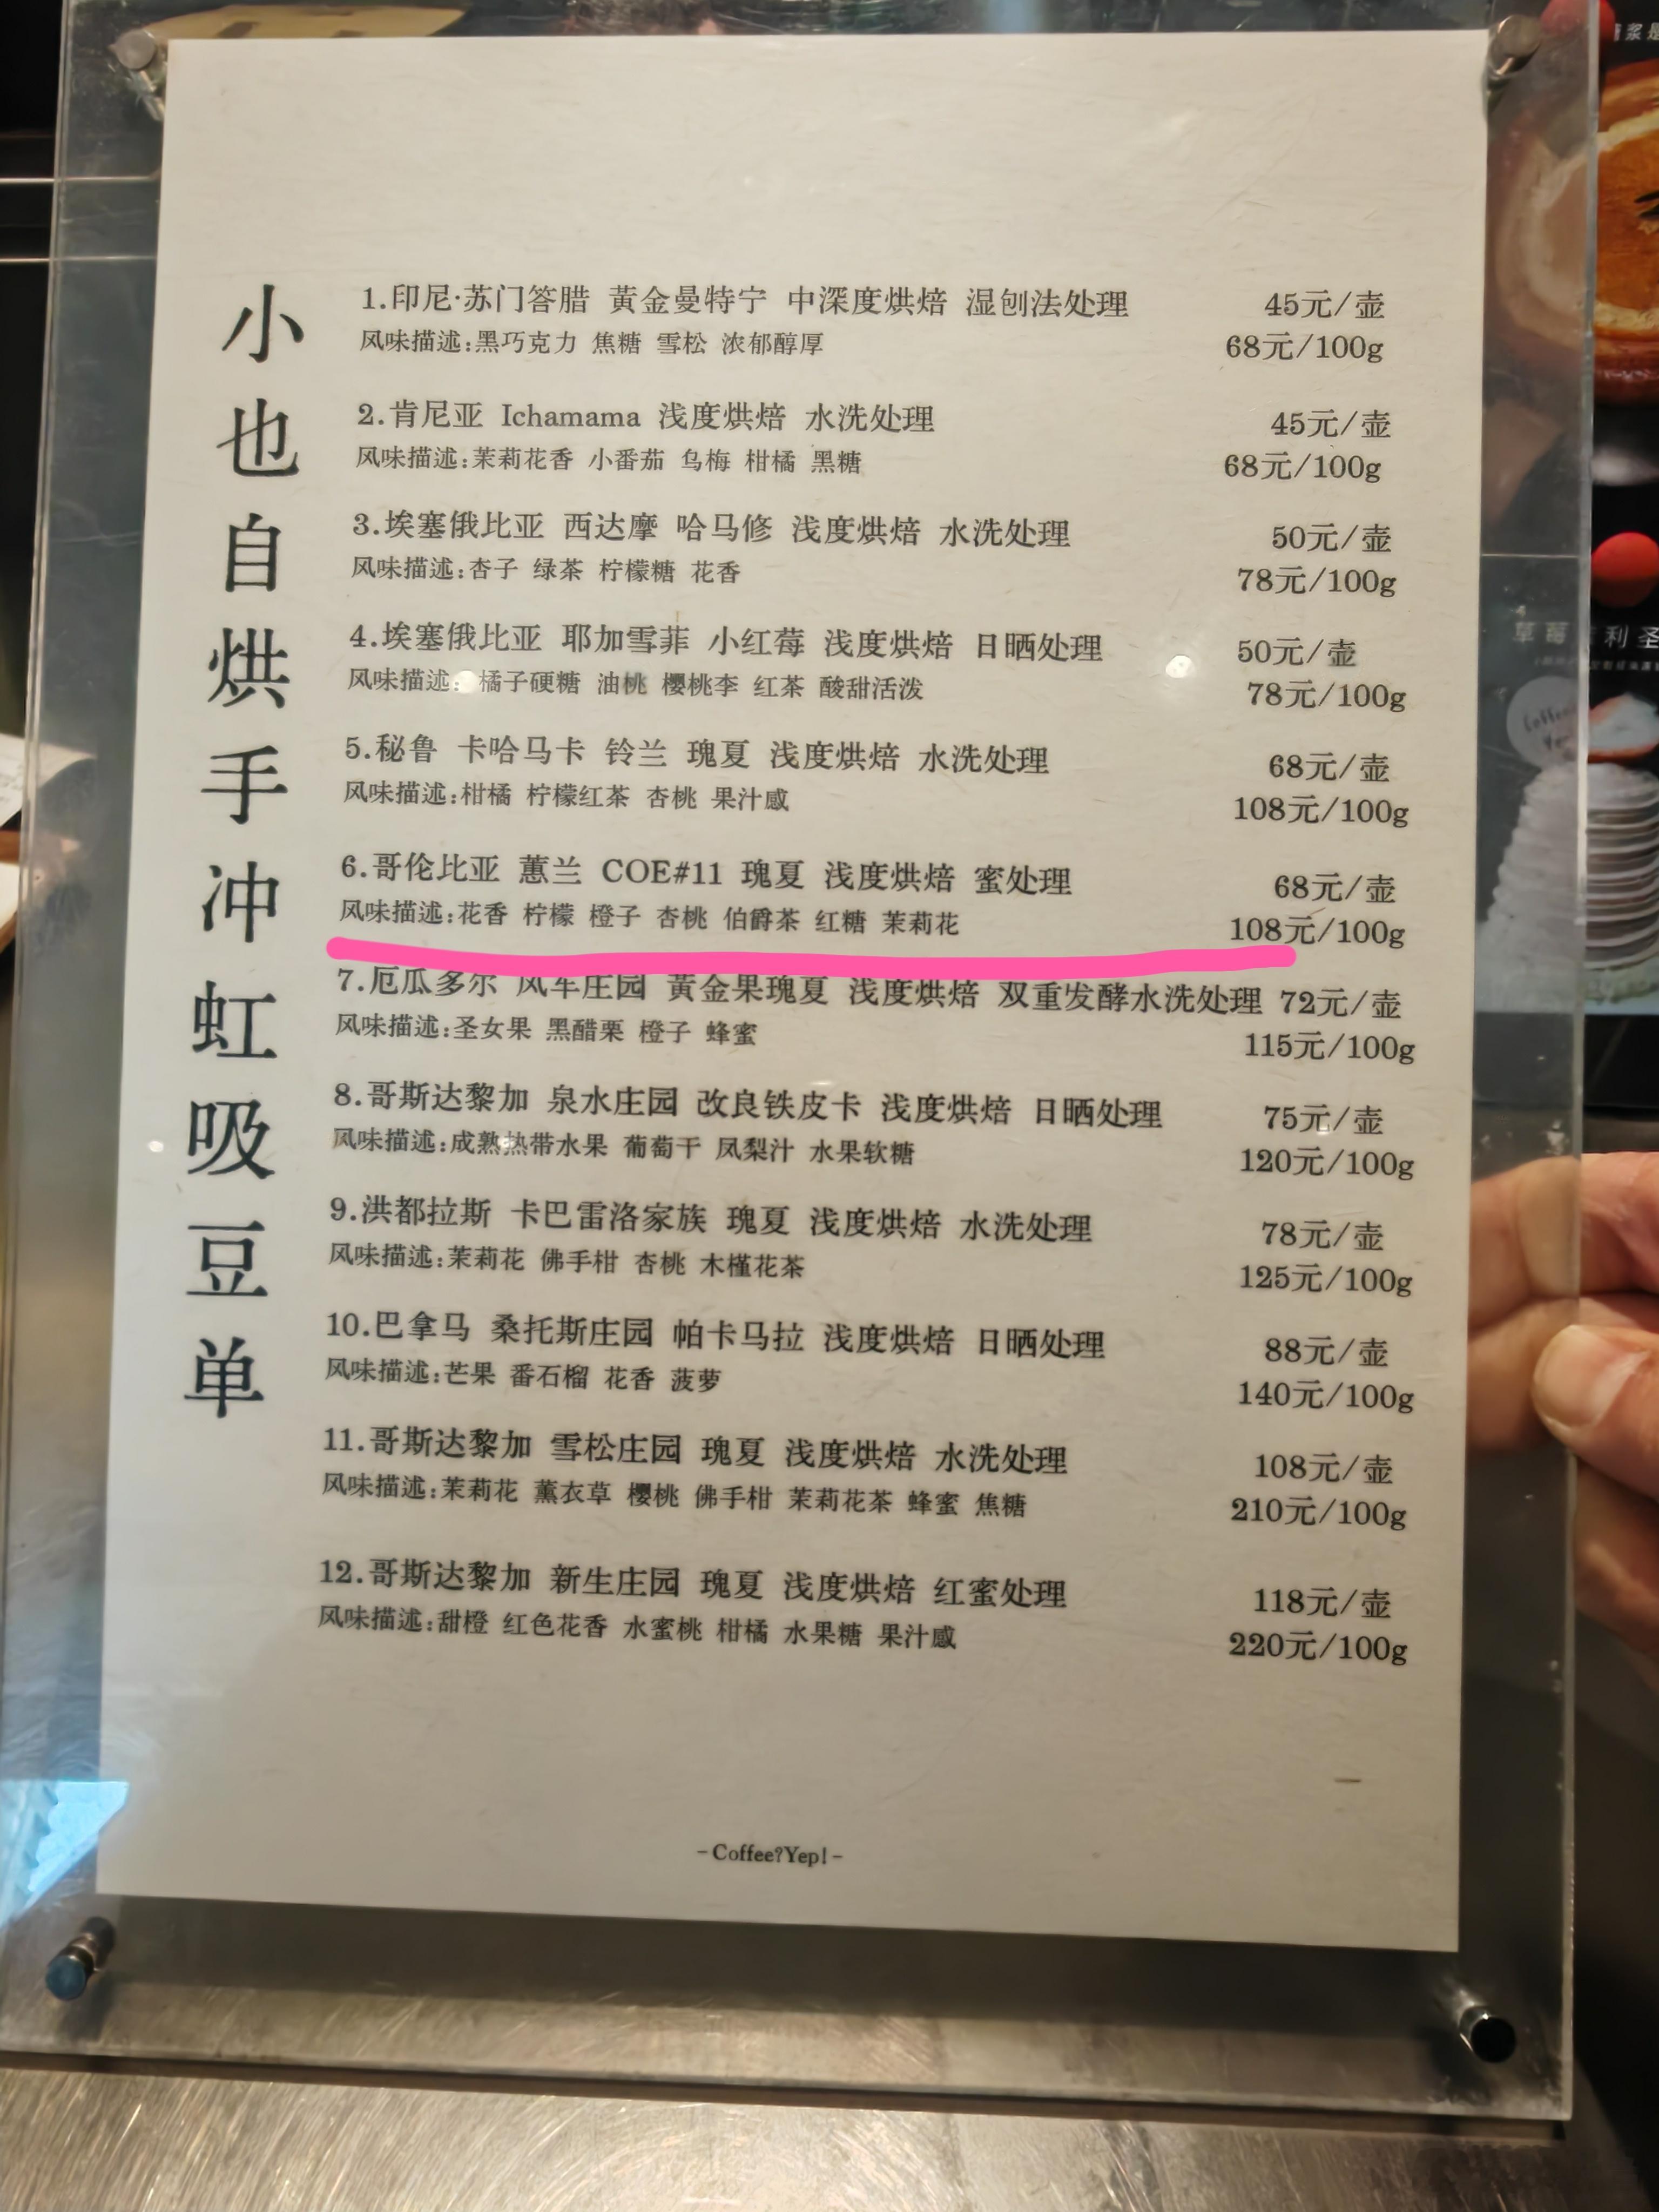 小也自烘手冲虹吸豆单
1.印尼·苏门答腊 黄金曼特宁 中深度烘焙 湿刨法处理 45元/壶
风味描述:黑巧克力 焦糖 雪松 浓郁醇厚 68元/100g
2.肯尼亚 Ichamama 浅度烘焙 水洗处理 45元/壶
风味描述:茉莉花香 小番茄 乌梅 柑橘 黑糖 68元/100g
3.埃塞俄比亚 西达摩 哈马修 浅度烘焙 水洗处理 50元/壶
风味描述:杏子 绿茶 柠檬糖 花香 78元/100g
4.埃塞俄比亚 耶加雪菲 小红莓 浅度烘焙 日晒处理 50元/壶
风味描述: 橘子硬糖 油桃 樱桃李 红茶 酸甜活泼 78元/100g
5.秘鲁 卡哈马卡 铃兰 瑰夏 浅度烘焙 水洗处理 68元/壶
风味描述:柑橘 柠檬红茶 杏桃 果汁感 108元/100g
6.哥伦比亚 蕙兰 COE#11 瑰夏 浅度烘焙 蜜处理 68元/壶
风味描述:花香 柠檬 橙子 杏桃 伯爵茶 红糖 茉莉花 108元/100g
7.厄瓜多尔 风车庄园 黄金果瑰夏 浅度烘焙 双重发酵水洗处理 72元/壶
风味描述:圣女果 黑醋栗 橙子 蜂蜜 115元/100g
8.哥斯达黎加 泉水庄园 改良铁皮卡 浅度烘焙 日晒处理 75元/壶
风味描述:成熟热带水果 葡萄干 凤梨汁 水果软糖 120元/100g
9.洪都拉斯 卡巴雷洛家族 瑰夏 浅度烘焙 水洗处理 78元/壶
风味描述:茉莉花 佛手柑 杏桃 木槿花茶 125元/100g
10.巴拿马 桑托斯庄园 帕卡马拉 浅度烘焙 日晒处理 88元/壶
风味描述:芒果 番石榴 花香 菠萝 140元/100g
11.哥斯达黎加 雪松庄园 瑰夏 浅度烘焙 水洗处理 108元/壶
风味描述:茉莉花 薰衣草 樱桃 佛手柑 茉莉花茶 蜂蜜 焦糖 210元/100g
12.哥斯达黎加 新生庄园 瑰夏 浅度烘焙 红蜜处理 118元/壶
风味描述:甜橙 红色花香 水蜜桃 柑橘 水果糖 果汁感 220元/100g
-Coffee?Yep!-